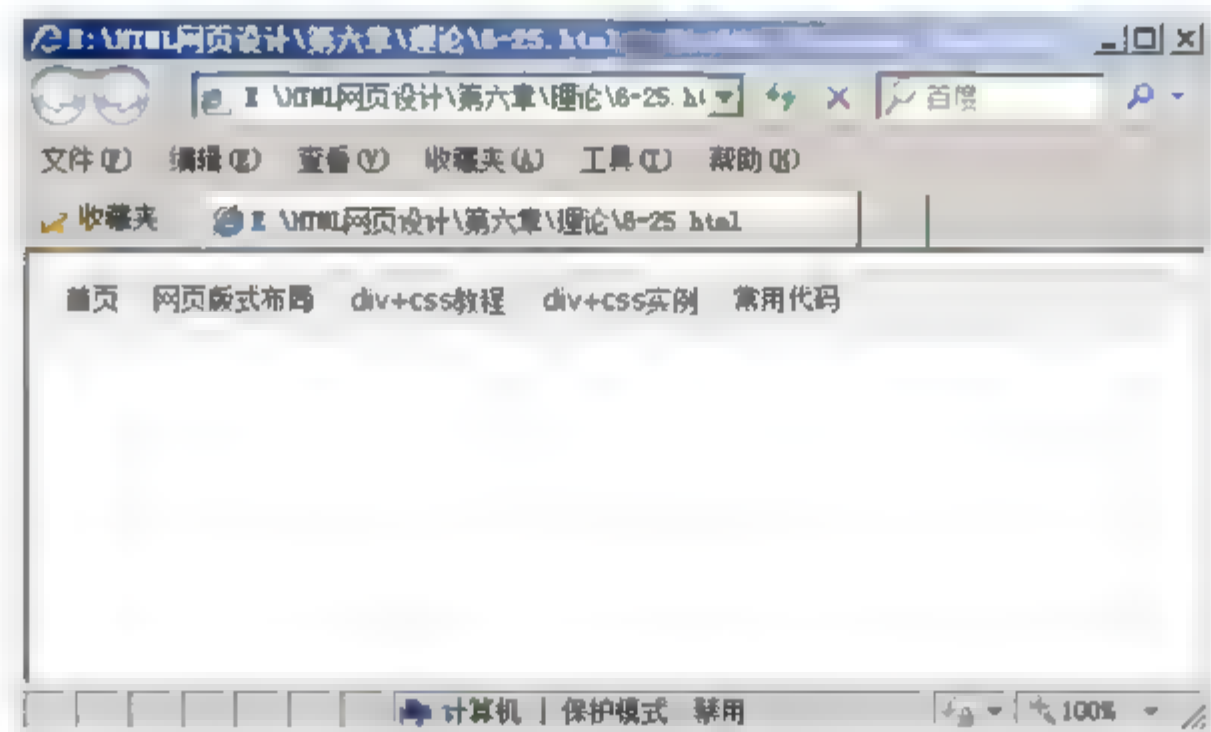 E:\HTML网页设计\第六章\理论\6-25.html
E \HTML网页设计\第六章\理论\6-25. ht 百度
文件(F) 编辑(E) 查看(V) 收藏夹(A) 工具(T) 帮助(H)
收藏夹 E \HTML网页设计\第六章\理论\6-25 html
首页 网页版式布局 div+css教程 div+css实例 常用代码
计算机 | 保护模式 禁用 100%